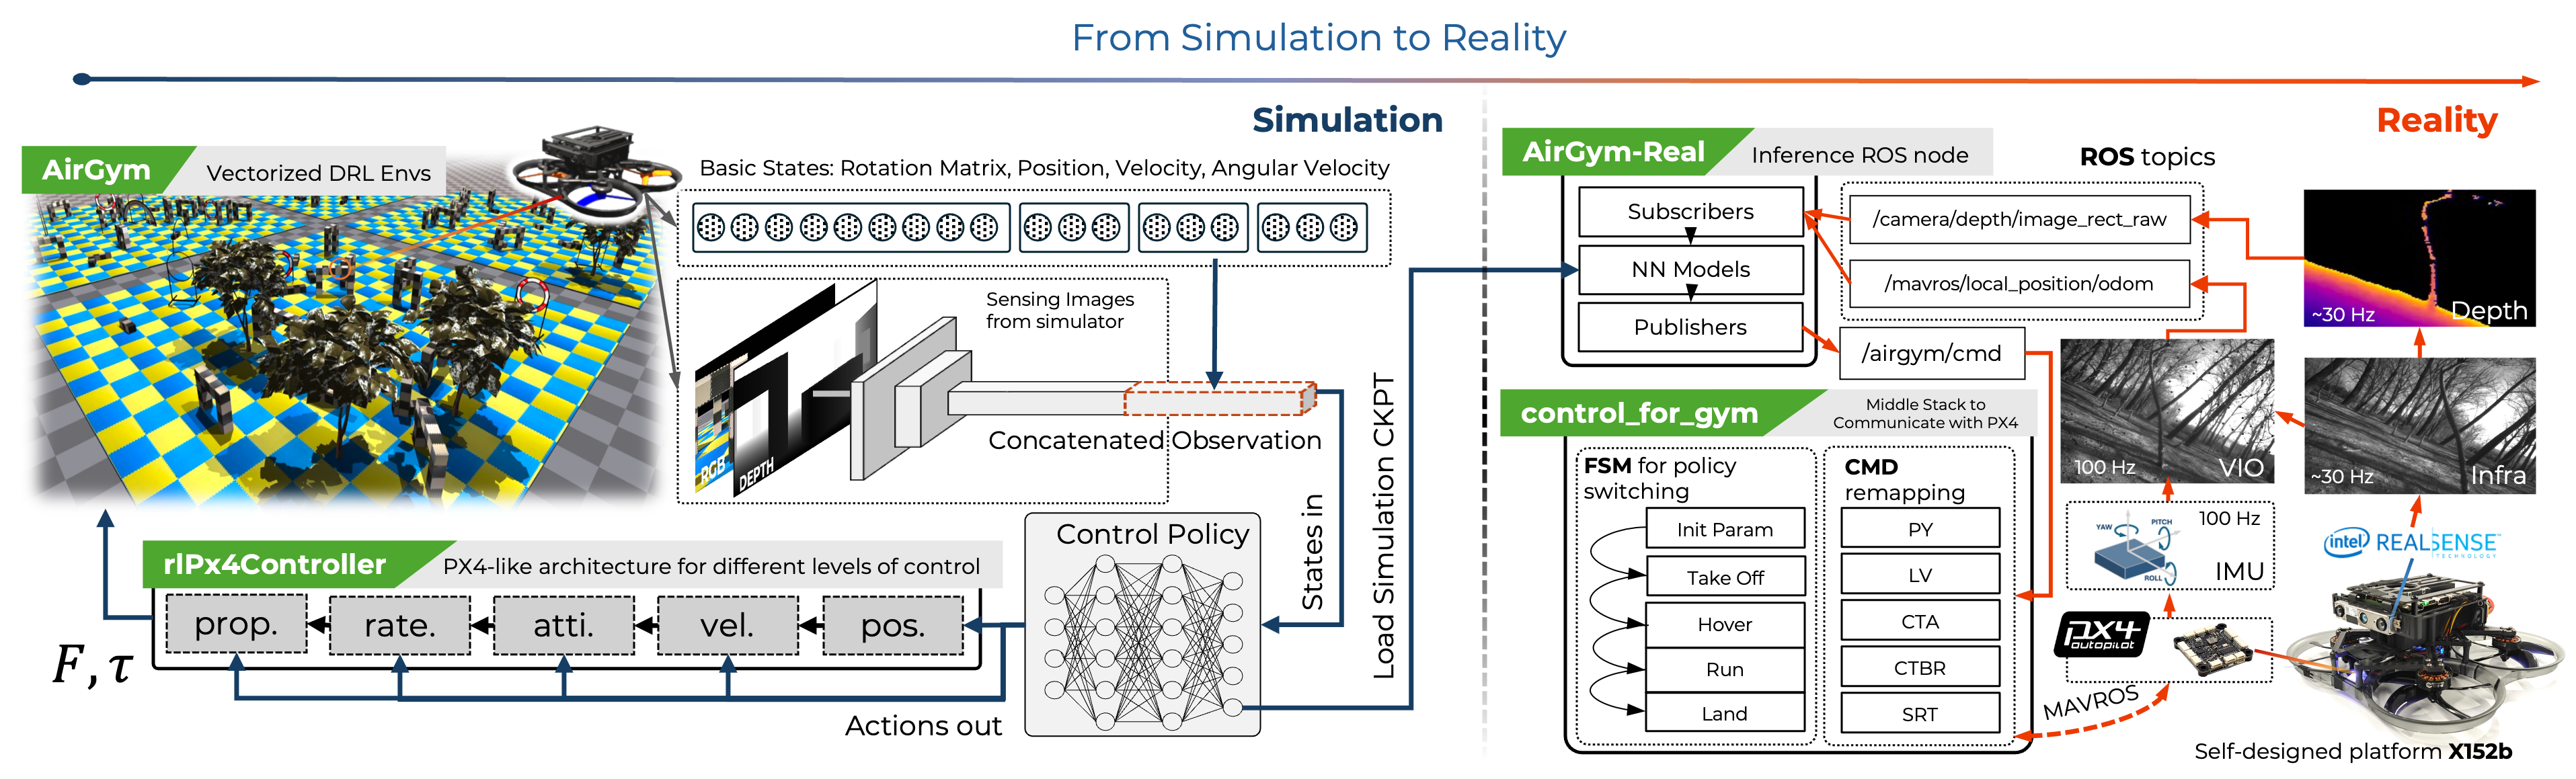 From Simulation to Reality
Simulation
Reality
AirGym
Vectorized DRL Envs
Basic States: Rotation Matrix, Position, Velocity, Angular Velocity
Sensing Images
from simulator
RGB
DEPTH
Concatenated Observation
States in
Load Simulation CKPT
Control Policy
rlPx4Controller
PX4-like architecture for different levels of control
prop.
rate.
atti.
vel.
pos.
F, τ
Actions out
AirGym-Real
Inference ROS node
Subscribers
NN Models
Publishers
ROS topics
/camera/depth/image_rect_raw
/mavros/local_position/odom
/airgym/cmd
control_for_gym
Middle Stack to
Communicate with PX4
FSM for policy
switching
Init Param
Take Off
Hover
Run
Land
CMD
remapping
PY
LV
CTA
CTBR
SRT
~30 Hz
Depth
100 Hz
VIO
~30 Hz
Infra
YAW
PITCH
ROLL
100 Hz
IMU
intel REALSENSE
TECHNOLOGY
px4
autopilot
MAVROS
Self-designed platform X152b